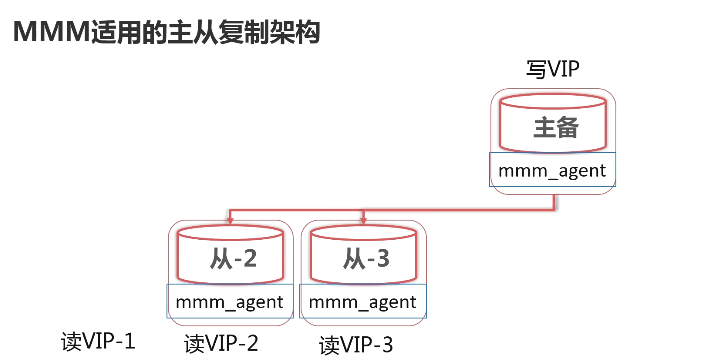 MMM适用的主从复制架构
写VIP
主备
mmm_agent
从-2
从-3
mmm_agent
mmm_agent
读VIP-1
读VIP-2
读VIP-3